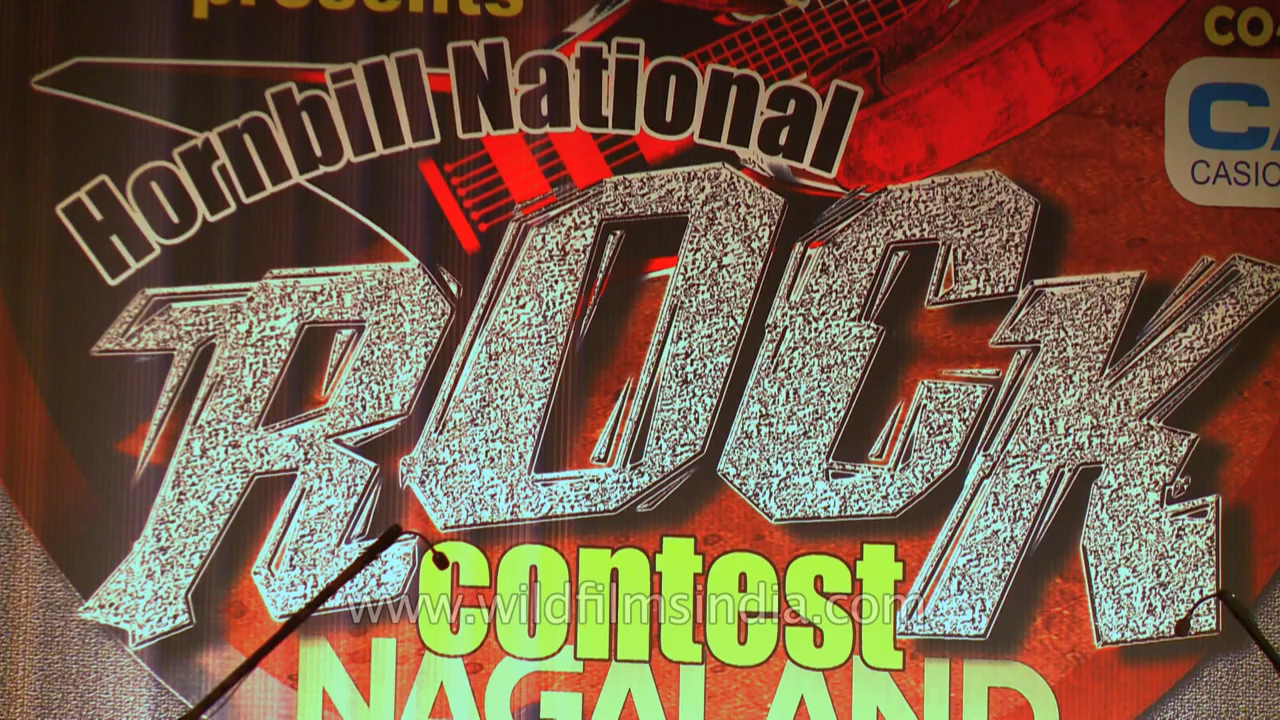 presents
Hornbill National
ROCK
contest
NAGALAND
CASIO
www.wildfilmsindia.com